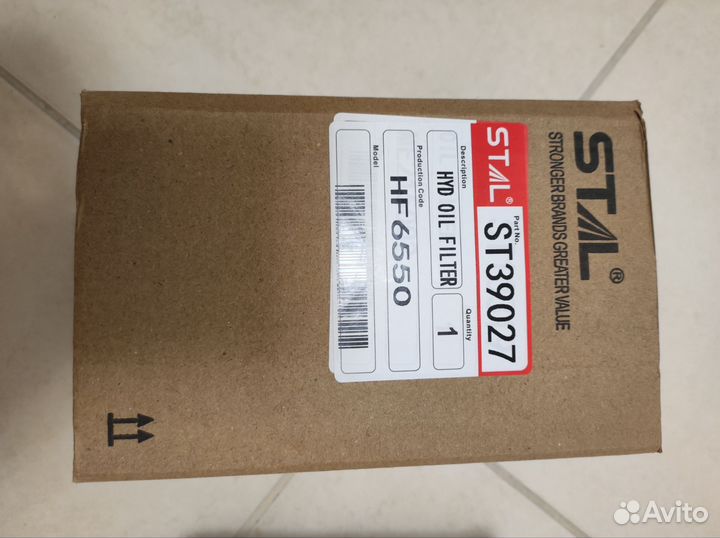 STAL®
STRONGER BRANDS GREATER VALUE
STAL®
Part No.
ST39027
Description
HYD OIL FILTER
Quantity
1
Production Code
HF6550
Model
Avito